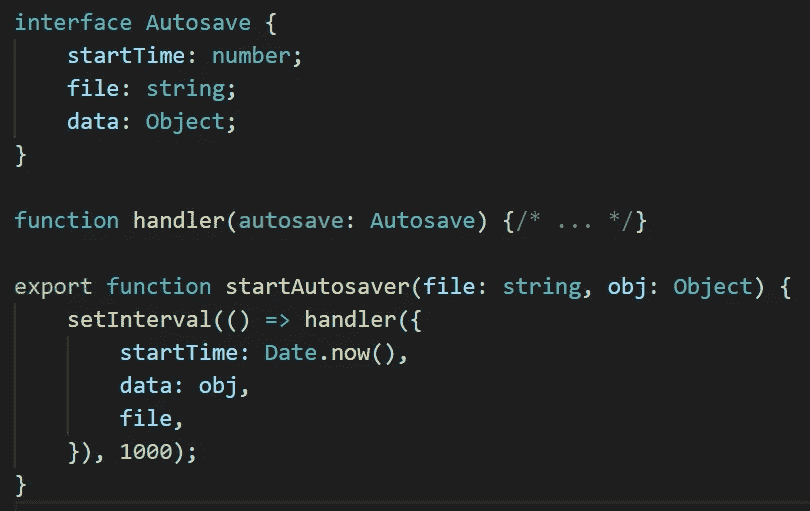 interface Autosave {
    startTime: number;
    file: string;
    data: Object;
}

function handler(autosave: Autosave) {/* ... */}

export function startAutosaver(file: string, obj: Object) {
    setInterval(() => handler({
        startTime: Date.now(),
        data: obj,
        file,
    }), 1000);
}